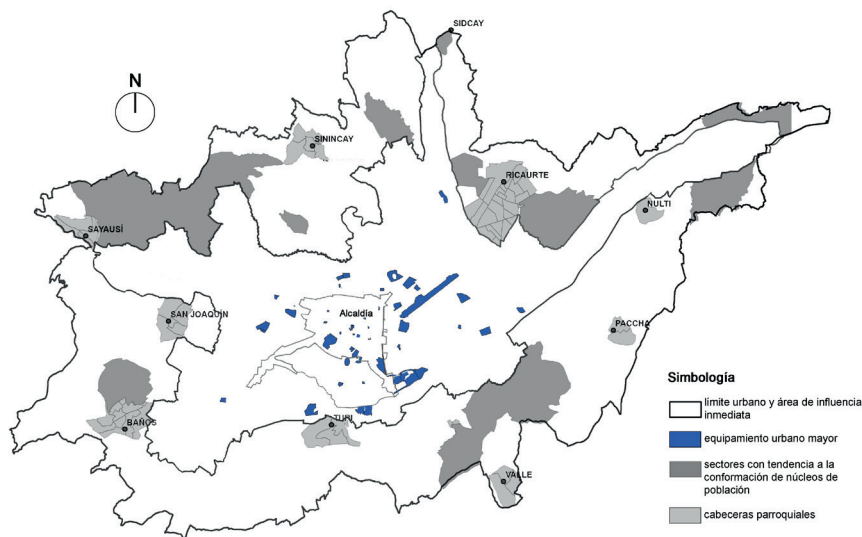 SIDCAY
N
SININCAY
RICAURTE
SAYAUSÍ
ÑULTI
SAN JOAQUÍN
Alcaldía
PACCHA
BAÑOS
TURI
VALLE
Simbología
límite urbano y área de influencia
inmediata
equipamiento urbano mayor
sectores con tendencia a la
conformación de núcleos de
población
cabeceras parroquiales